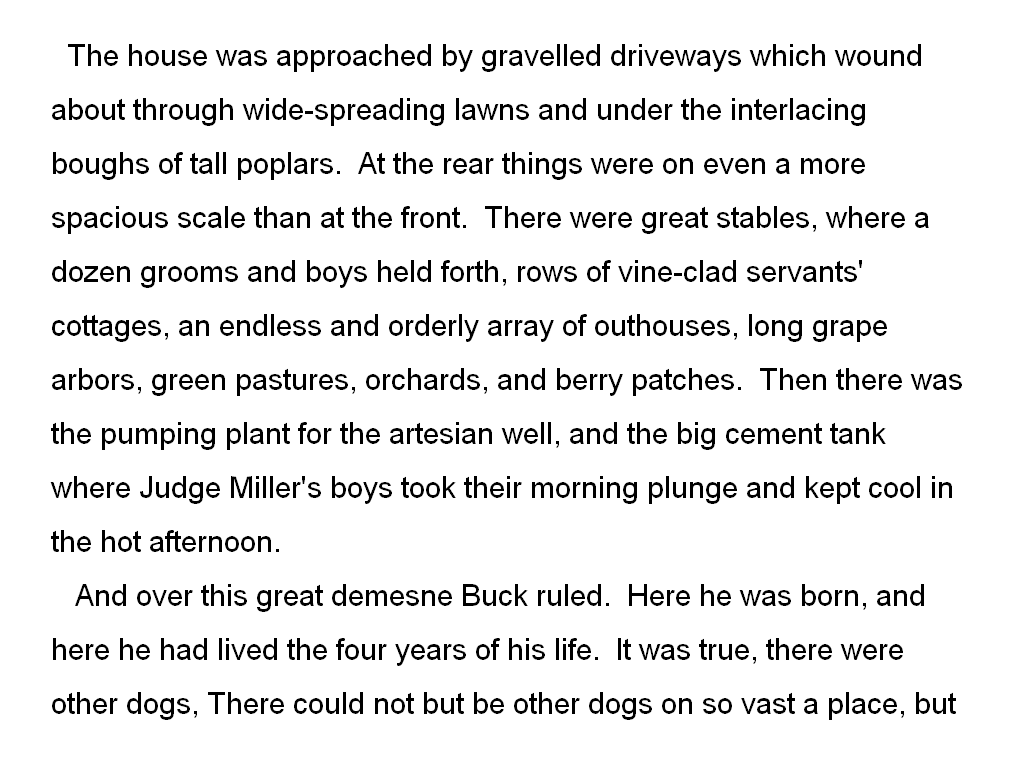 The house was approached by gravelled driveways which wound
about through wide-spreading lawns and under the interlacing
boughs of tall poplars.  At the rear things were on even a more
spacious scale than at the front.  There were great stables, where a
dozen grooms and boys held forth, rows of vine-clad servants'
cottages, an endless and orderly array of outhouses, long grape
arbors, green pastures, orchards, and berry patches.  Then there was
the pumping plant for the artesian well, and the big cement tank
where Judge Miller's boys took their morning plunge and kept cool in
the hot afternoon.
And over this great demesne Buck ruled.  Here he was born, and
here he had lived the four years of his life.  It was true, there were
other dogs, There could not but be other dogs on so vast a place, but